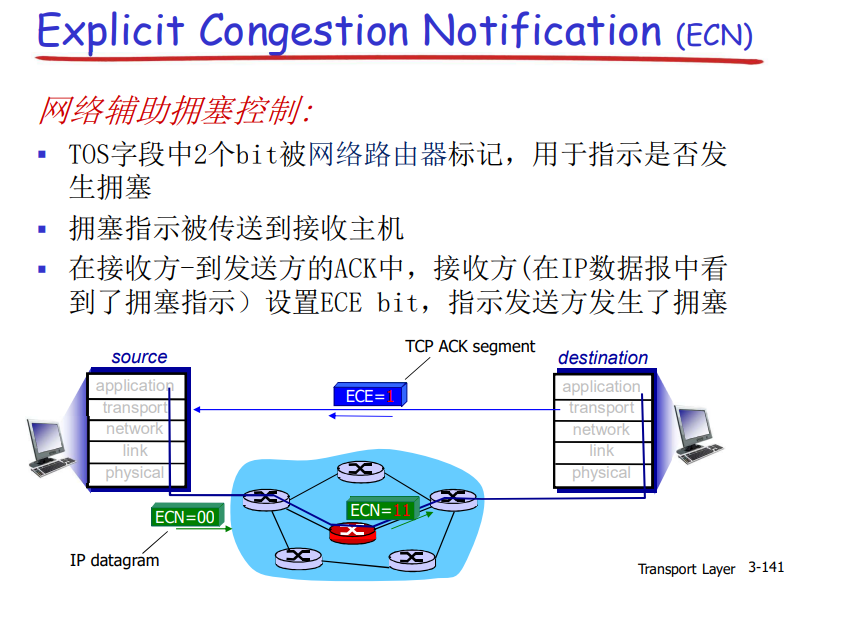 Explicit Congestion Notification (ECN)
网络辅助拥塞控制:
▪ TOS字段中2个bit被网络路由器标记，用于指示是否发
生拥塞
▪ 拥塞指示被传送到接收主机
▪ 在接收方-到发送方的ACK中，接收方(在IP数据报中看
到了拥塞指示）设置ECE bit，指示发送方发生了拥塞
TCP ACK segment
source
destination
ECE=1
application
transport
network
link
physical
application
transport
network
link
physical
ECN=00
ECN=11
IP datagram
Transport Layer 3-141